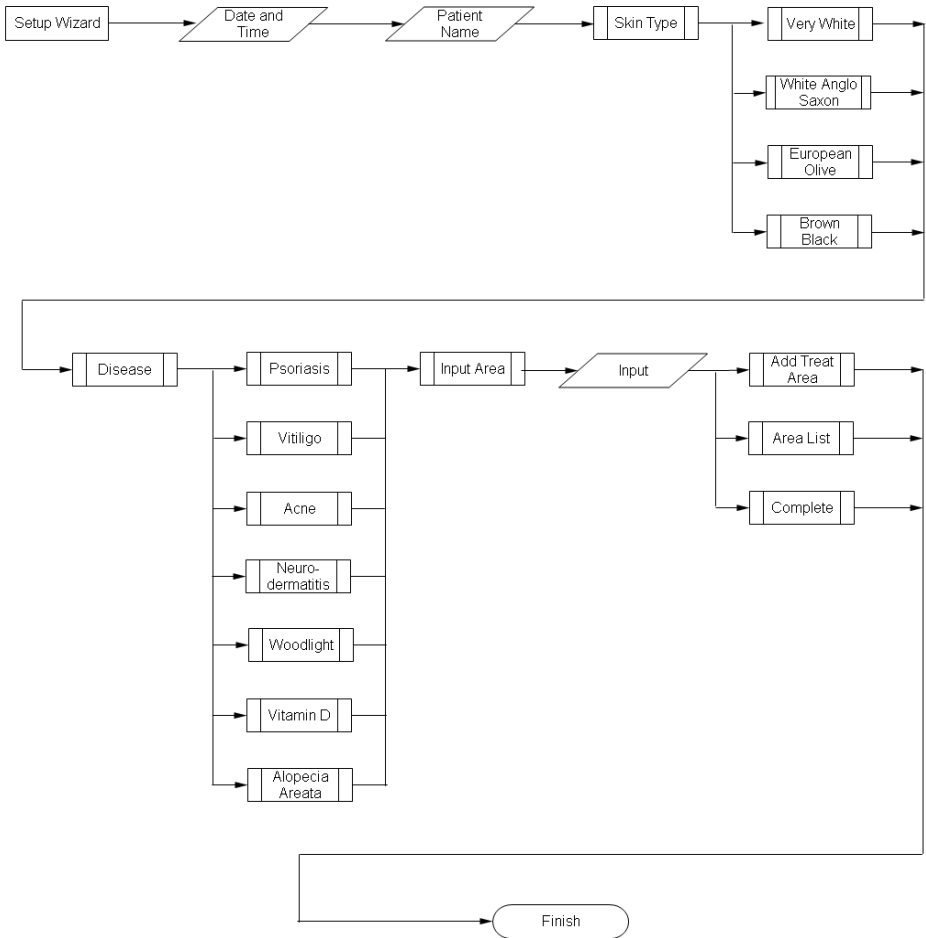 Setup Wizard
Date and
Time
Patient
Name
Skin Type
Very White
White Anglo
Saxon
European
Olive
Brown
Black
Disease
Psoriasis
Input Area
Input
Add Treat
Area
Vitiligo
Area List
Acne
Complete
Neuro-
dermatitis
Woodlight
Vitamin D
Alopecia
Areata
Finish